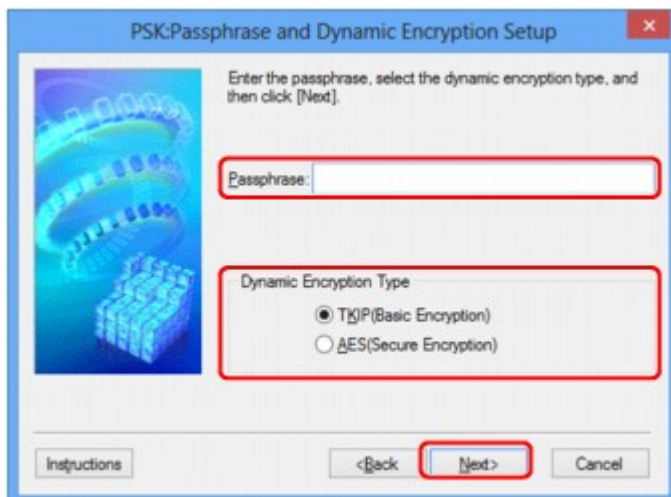 PSK:Passphrase and Dynamic Encryption Setup
Enter the passphrase, select the dynamic encryption type, and
then click [Next].
Passphrase:
Dynamic Encryption Type
TKIP(Basic Encryption)
AES(Secure Encryption)
Instructions
<Back
Next>
Cancel